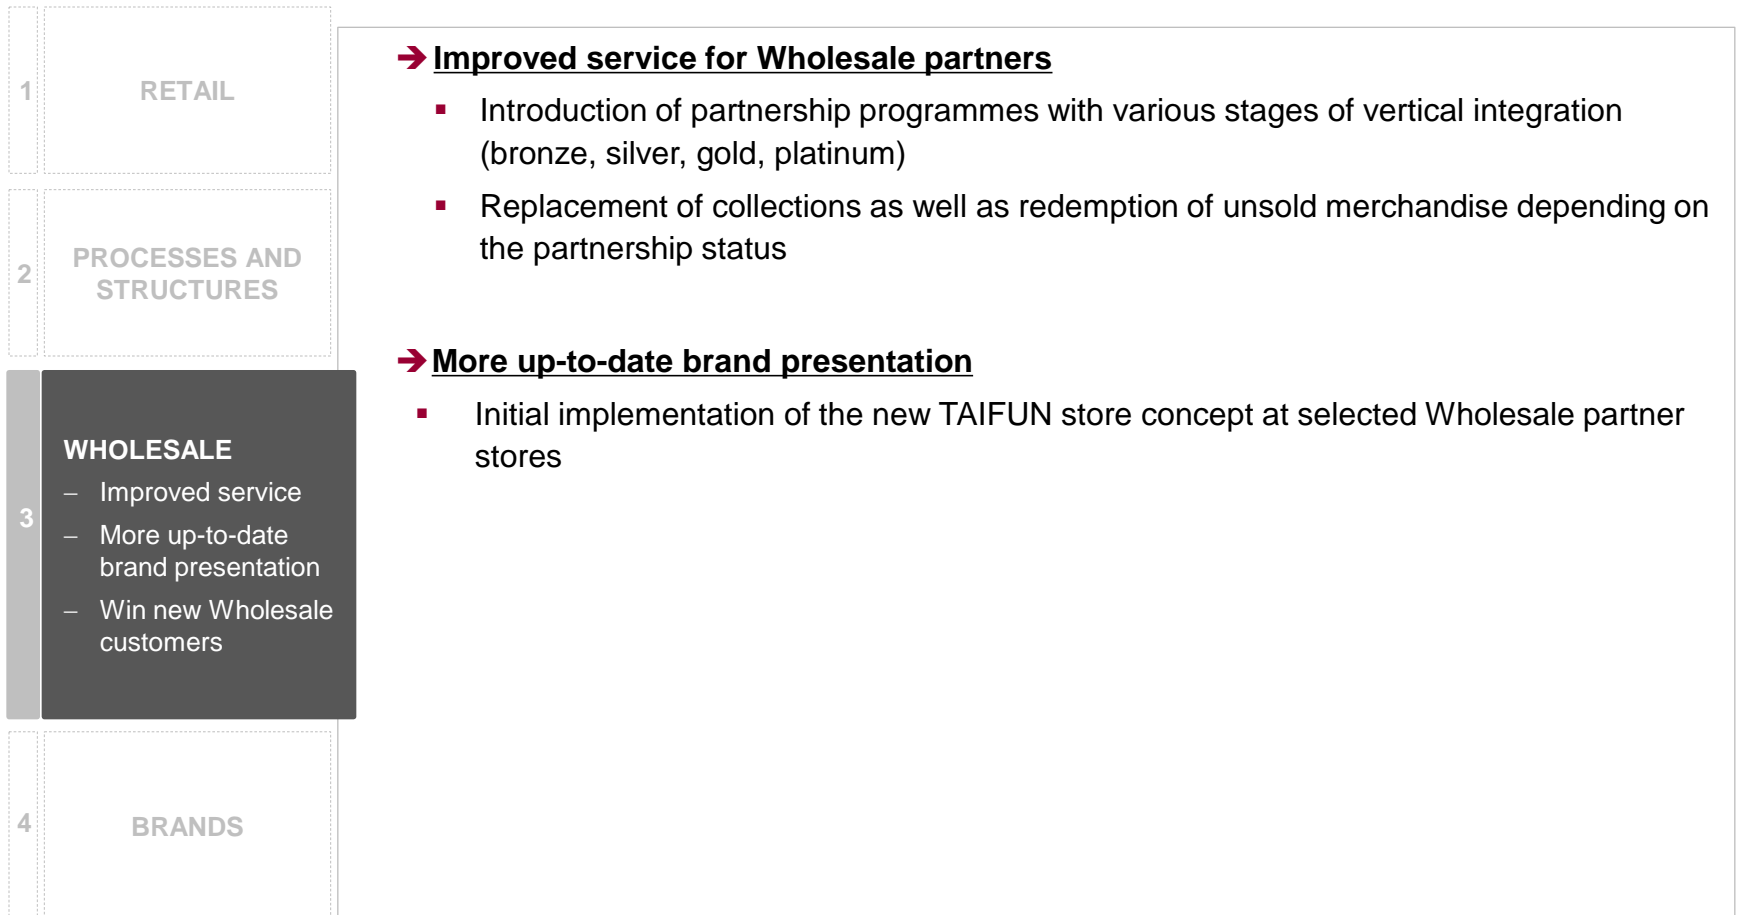 1
RETAIL
2
PROCESSES AND
STRUCTURES
3
WHOLESALE
– Improved service
– More up-to-date
brand presentation
– Win new Wholesale
customers
4
BRANDS
➔ Improved service for Wholesale partners
▪ Introduction of partnership programmes with various stages of vertical integration
(bronze, silver, gold, platinum)
▪ Replacement of collections as well as redemption of unsold merchandise depending on
the partnership status
➔ More up-to-date brand presentation
▪ Initial implementation of the new TAIFUN store concept at selected Wholesale partner
stores